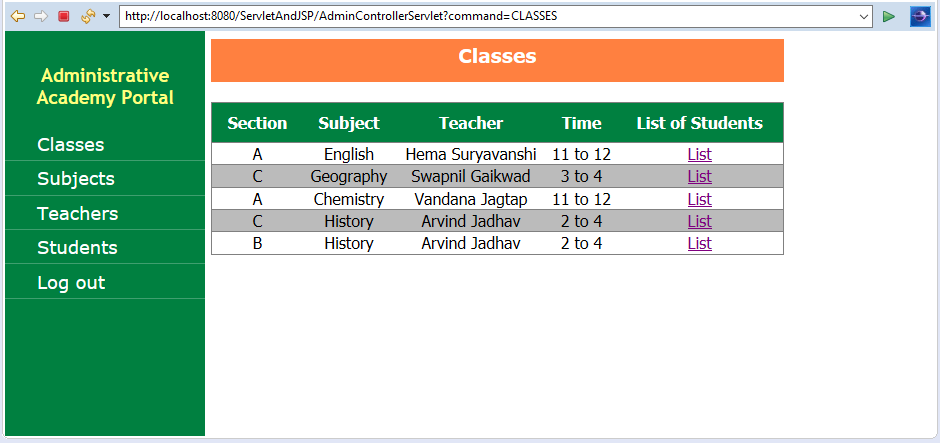 http://localhost:8080/ServletAndJSP/AdminControllerServlet?command=CLASSES
Administrative
Academy Portal
Classes
Subjects
Teachers
Students
Log out
Classes
Section Subject Teacher Time List of Students
A English Hema Suryavanshi 11 to 12 List
C Geography Swapnil Gaikwad 3 to 4 List
A Chemistry Vandana Jagtap 11 to 12 List
C History Arvind Jadhav 2 to 4 List
B History Arvind Jadhav 2 to 4 List